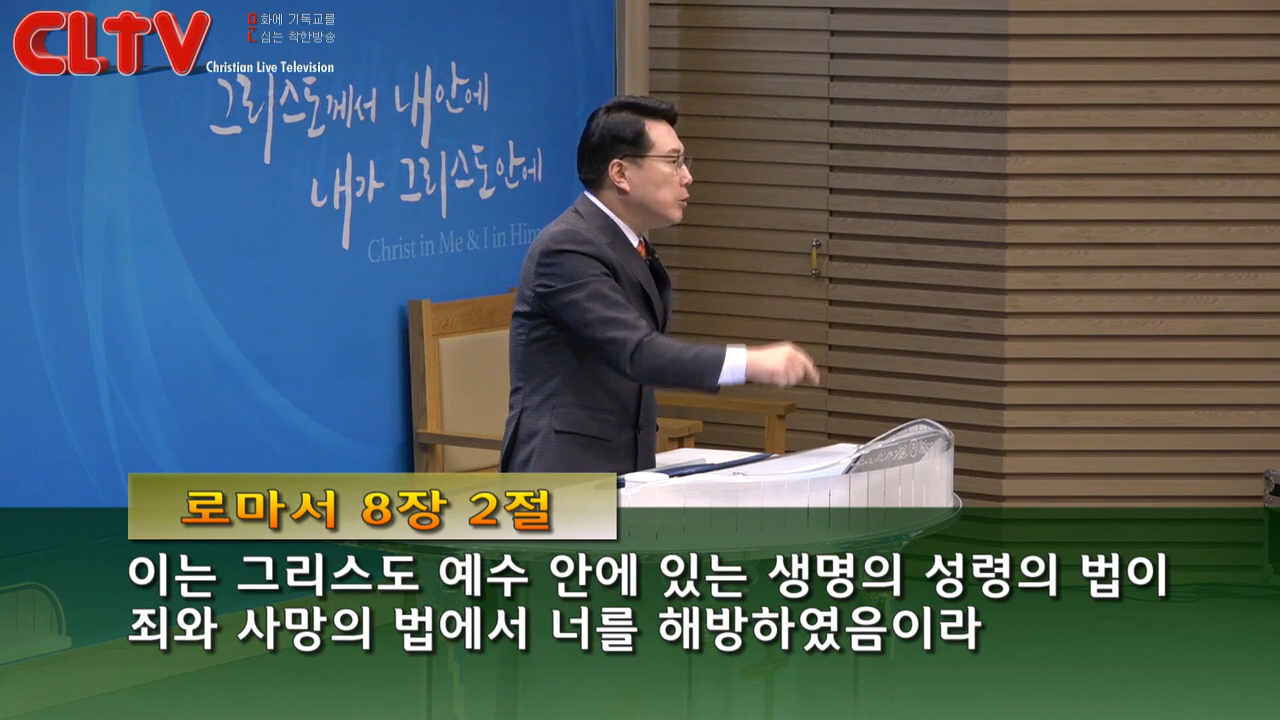 CLTV
문화에 기독교를
심는 착한방송
Christian Live Television
그리스도께서 내안에
내가 그리스도안에
Christ in Me & I in Him
로마서 8장 2절
이는 그리스도 예수 안에 있는 생명의 성령의 법이
죄와 사망의 법에서 너를 해방하였음이라